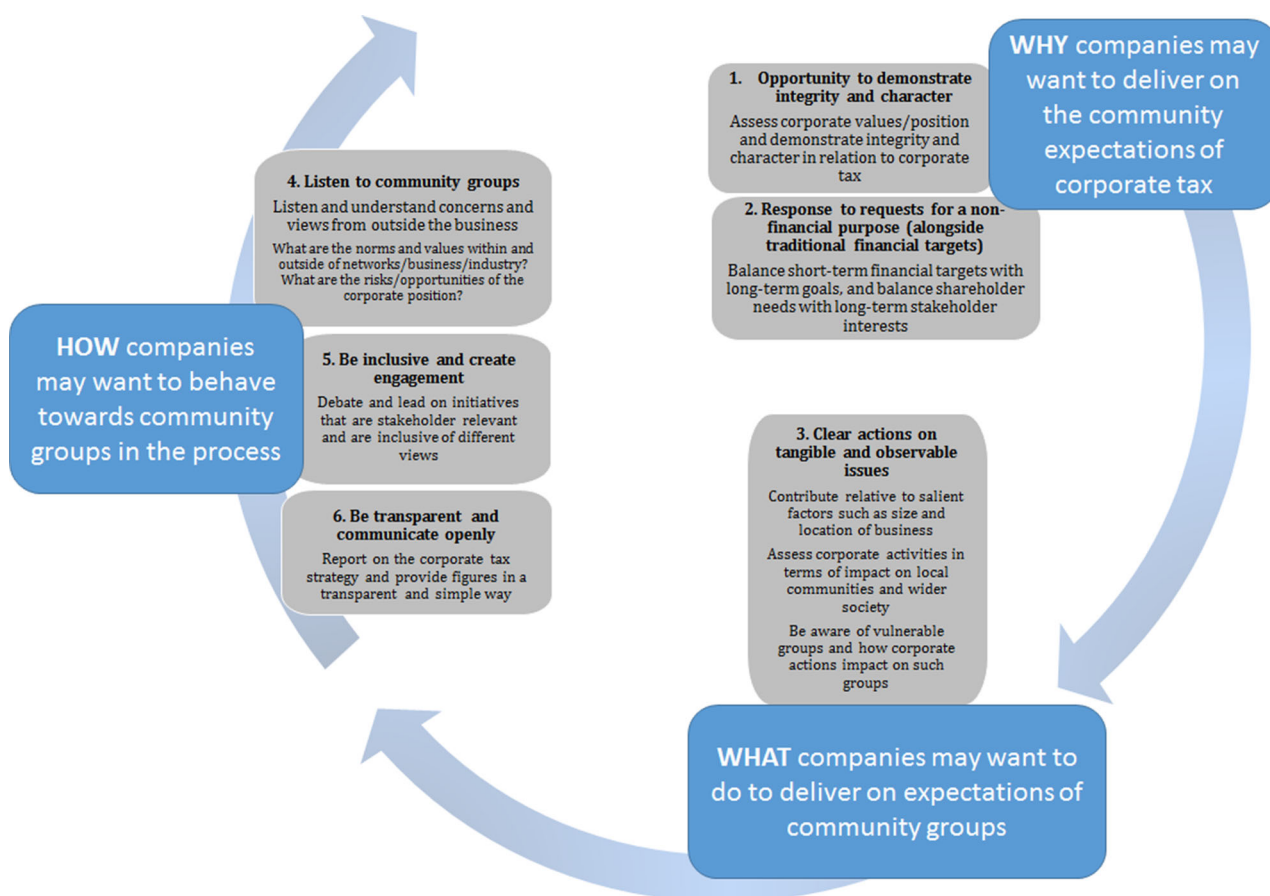 WHY companies may
want to deliver on
the community
expectations of
corporate tax
1. Opportunity to demonstrate
integrity and character
Assess corporate values/position
and demonstrate integrity and
character in relation to corporate
tax
2. Response to requests for a non-
financial purpose (alongside
traditional financial targets)
Balance short-term financial targets with
long-term goals, and balance shareholder
needs with long-term stakeholder
interests
3. Clear actions on
tangible and observable
issues
Contribute relative to salient
factors such as size and
location of business
Assess corporate activities in
terms of impact on local
communities and wider
society
Be aware of vulnerable
groups and how corporate
actions impact on such
groups
WHAT companies may want to
do to deliver on expectations of
community groups
HOW companies
may want to behave
towards community
groups in the process
4. Listen to community groups
Listen and understand concerns and
views from outside the business
What are the norms and values within and
outside of networks/business/industry?
What are the risks/opportunities of the
corporate position?
5. Be inclusive and create
engagement
Debate and lead on initiatives
that are stakeholder relevant
and are inclusive of different
views
6. Be transparent and
communicate openly
Report on the corporate tax
strategy and provide figures in a
transparent and simple way